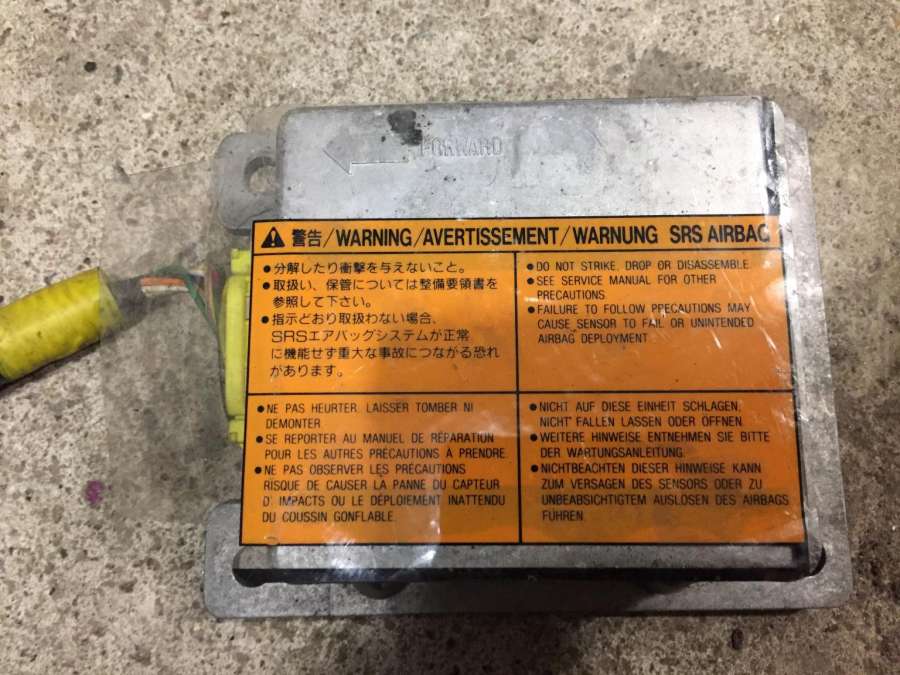 FORWARD
警告/WARNING/AVERTISSEMENT/WARNUNG SRS AIRBAG
●分解したり衝撃を与えないこと。
●取扱い、保管については整備要領書を
参照して下さい。
●指示どおり取扱わない場合、
SRSエアバッグシステムが正常
に機能せず重大な事故につながる恐れ
があります。
●DO NOT STRIKE, DROP OR DISASSEMBLE.
●SEE SERVICE MANUAL FOR OTHER
PRECAUTIONS.
●FAILURE TO FOLLOW PRECAUTIONS MAY
CAUSE SENSOR TO FAIL OR UNINTENDED
AIRBAG DEPLOYMENT.
●NE PAS HEURTER, LAISSER TOMBER NI
DEMONTER.
●SE REPORTER AU MANUEL DE RÉPARATION
POUR LES AUTRES PRÉCAUTIONS À PRENDRE.
●NE PAS OBSERVER LES PRÉCAUTIONS
RISQUE DE CAUSER LA PANNE DU CAPTEUR
D'IMPACTS OU LE DÉPLOIEMENT INATTENDU
DU COUSSIN GONFLABLE.
●NICHT AUF DIESE EINHEIT SCHLAGEN,
NICHT FALLEN LASSEN ODER ÖFFNEN.
●WEITERE HINWEISE ENTNEHMEN SIE BITTE
DER WARTUNGSANLEITUNG.
●NICHTBEACHTEN DIESER HINWEISE KANN
ZUM VERSAGEN DES SENSORS ODER ZU
UNBEABSICHTIGTEM AUSLÖSEN DES AIRBAGS
FÜHREN.